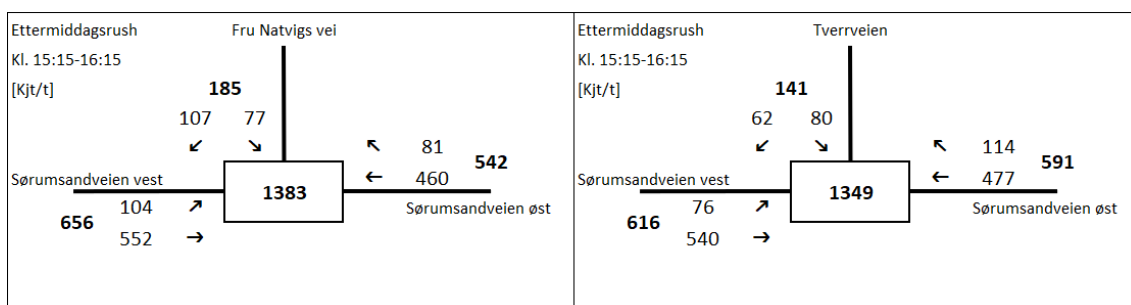 Ettermiddagsrush Fru Natvigs vei
Kl. 15:15-16:15
[Kjt/t] 185
107 77
↙ ↘ ↖ 81
542
← 460
Sørumsandveien vest 1383
104 ↗ Sørumsandveien øst
656
552 →
Ettermiddagsrush Tverrveien
Kl. 15:15-16:15
[Kjt/t] 141
62 80
↙ ↘ ↖ 114
591
← 477
Sørumsandveien vest 1349
76 ↗ Sørumsandveien øst
616
540 →